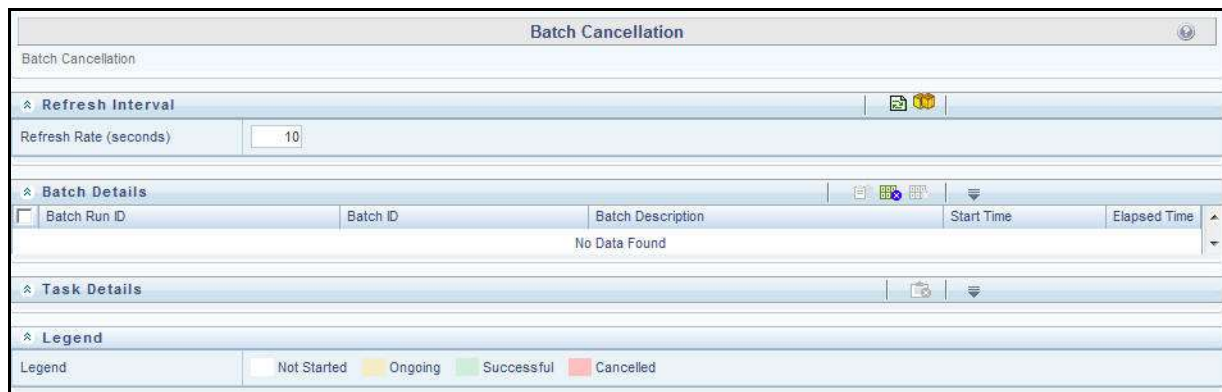 Batch Cancellation
Batch Cancellation
Refresh Interval
Refresh Rate (seconds) 10
Batch Details
Batch Run ID Batch ID Batch Description Start Time Elapsed Time
No Data Found
Task Details
Legend
Legend Not Started Ongoing Successful Cancelled